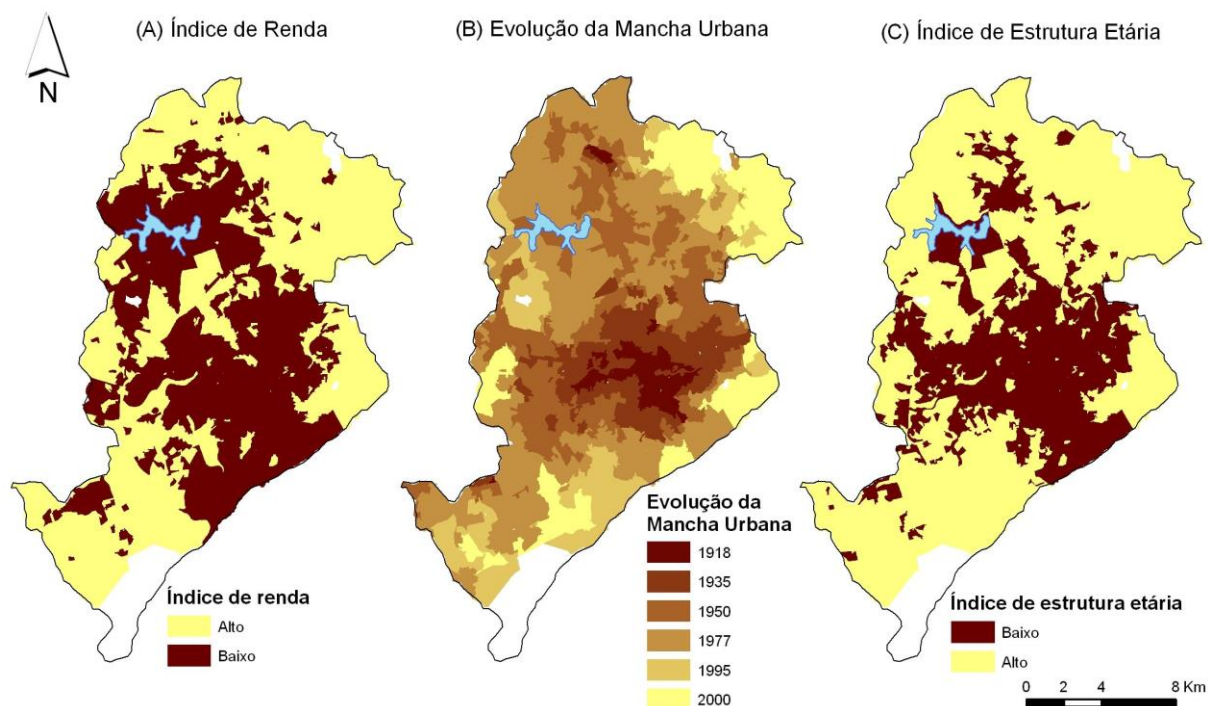 (A) Índice de Renda
(B) Evolução da Mancha Urbana
(C) Índice de Estrutura Etária
N
Índice de renda
Alto
Baixo
Evolução da
Mancha Urbana
1918
1935
1950
1977
1995
2000
Índice de estrutura etária
Baixo
Alto
0 2 4 8 Km